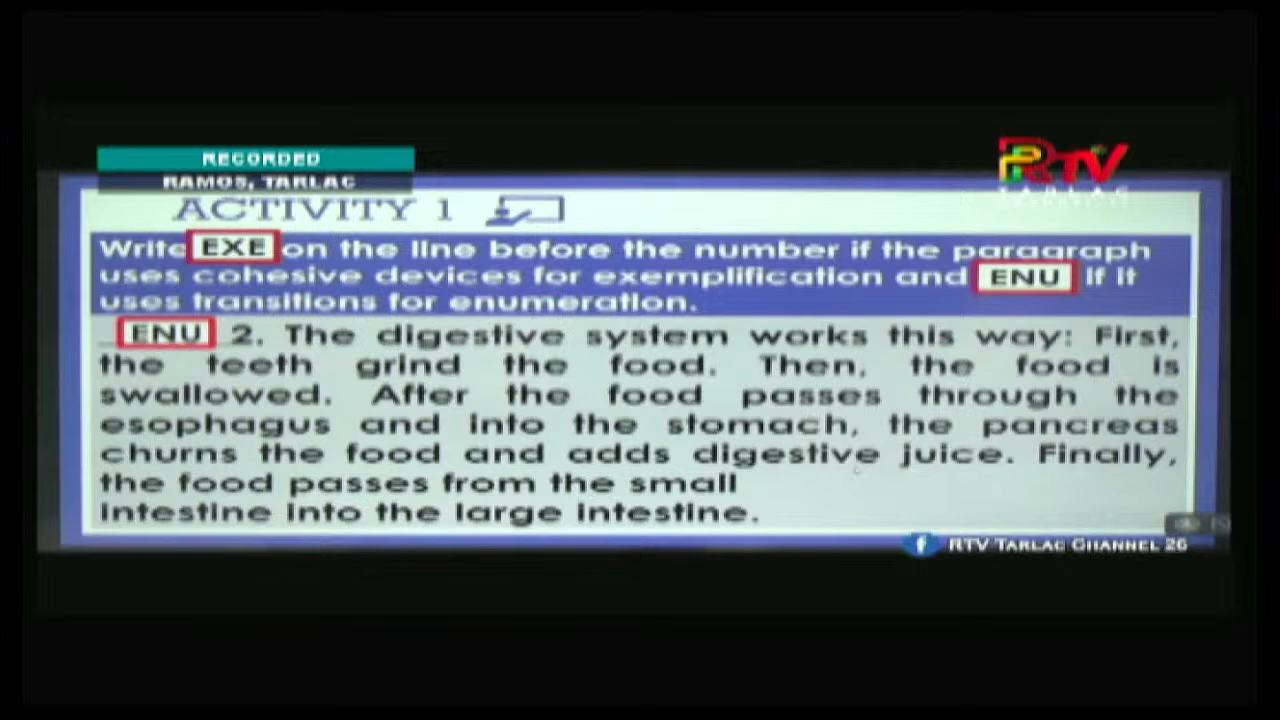 RECORDED
RAMOS, TARLAC
RTV
TARLAC
ACTIVITY 1
Write EXE on the line before the number if the paragraph
uses cohesive devices for exemplification and ENU if it
uses transitions for enumeration.
ENU 2. The digestive system works this way: First,
the teeth grind the food. Then, the food is
swallowed. After the food passes through the
esophagus and into the stomach, the pancreas
churns the food and adds digestive juice. Finally,
the food passes from the small
intestine into the large intestine.
f RTV TARLAC CHANNEL 26